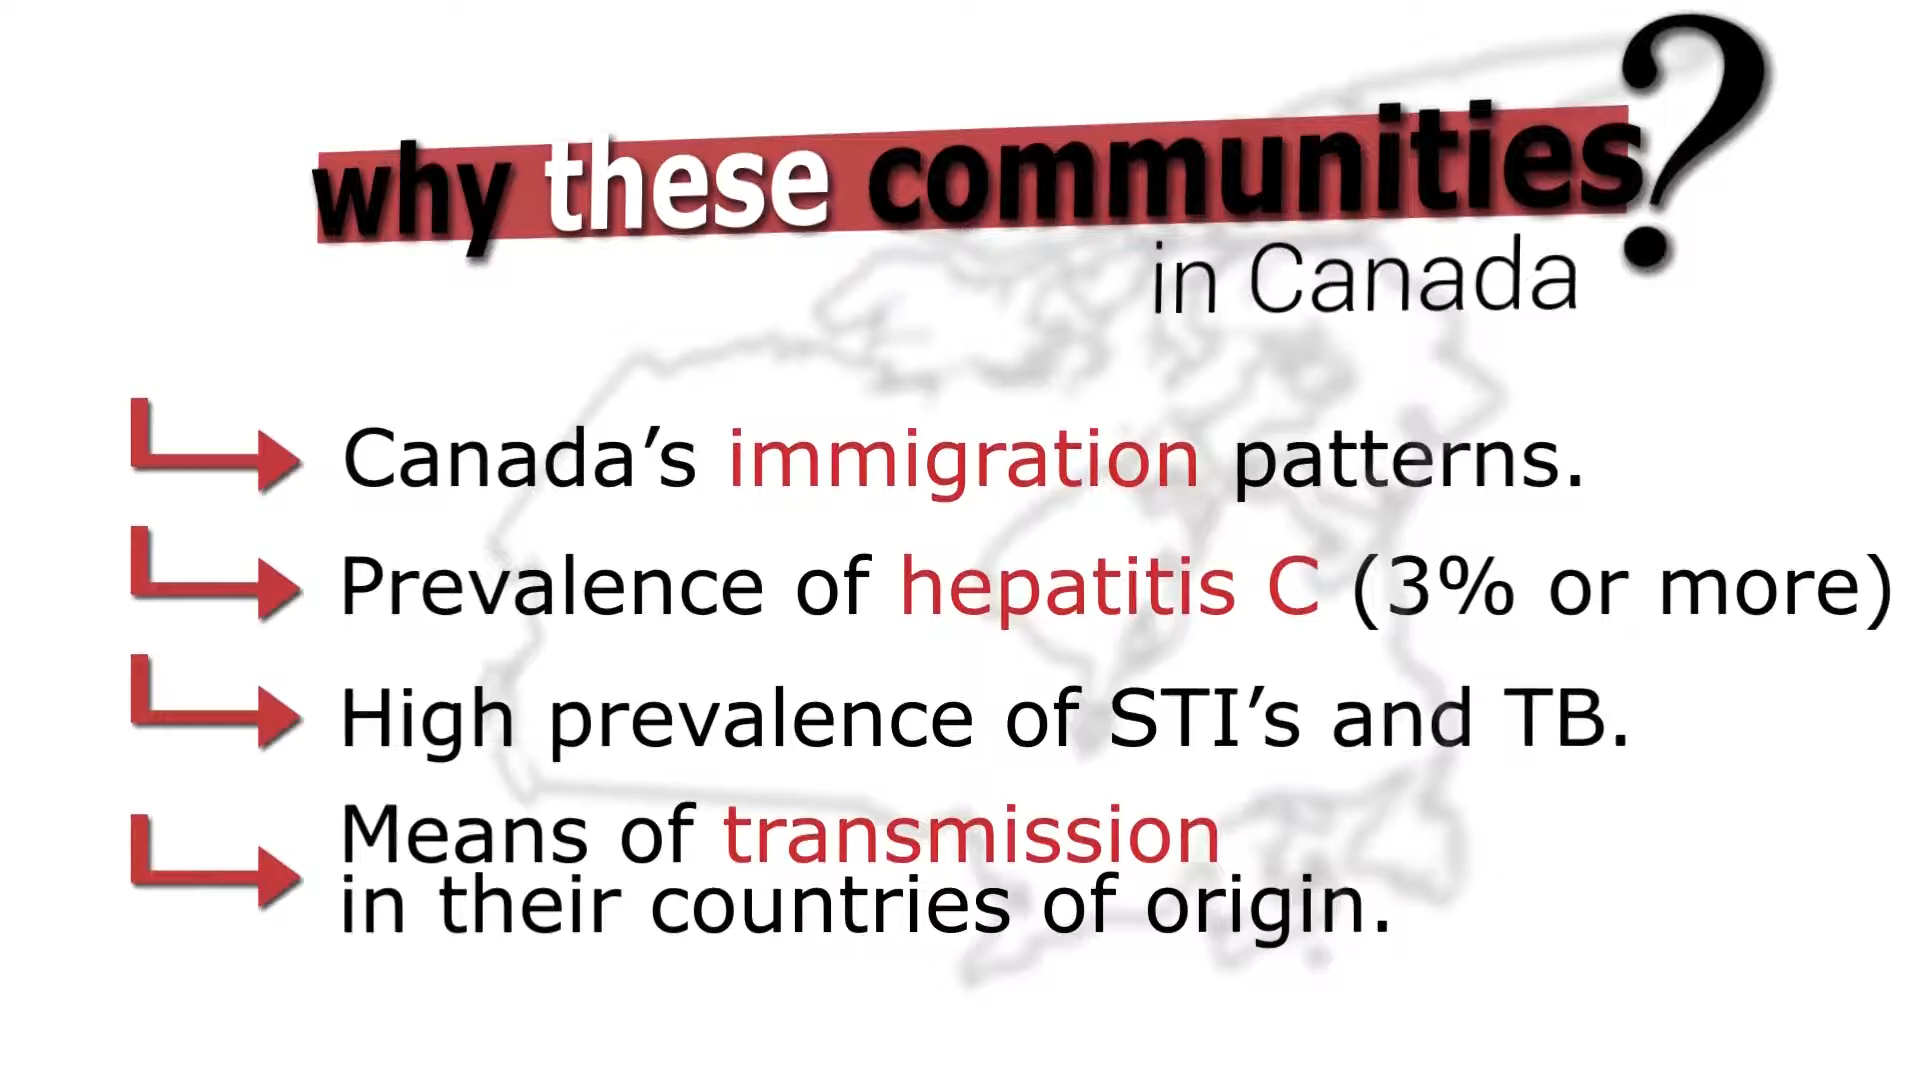 why these communities?
in Canada
Canada’s immigration patterns.
Prevalence of hepatitis C (3% or more)
High prevalence of STI’s and TB.
Means of transmission
in their countries of origin.